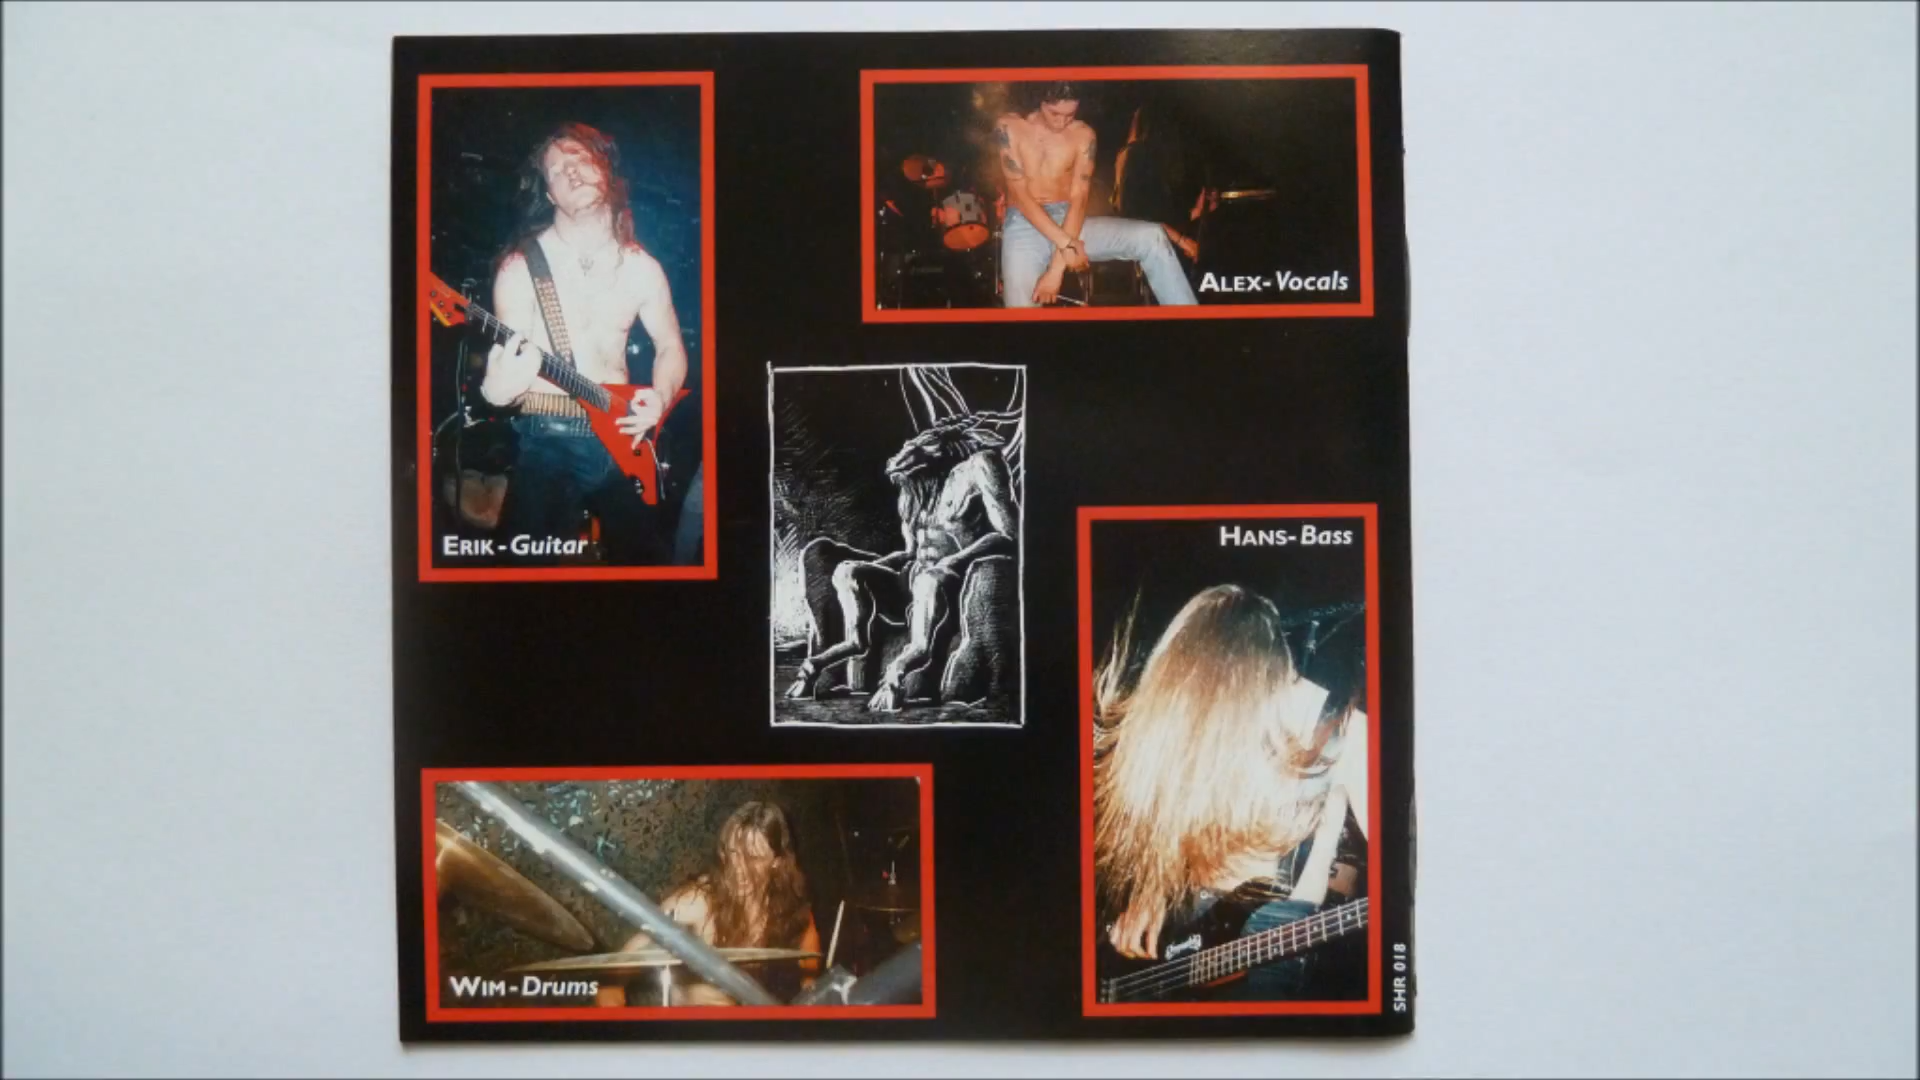 ALEX-Vocals
ERIK-Guitar
HANS-Bass
WIM-Drums
SHR 018